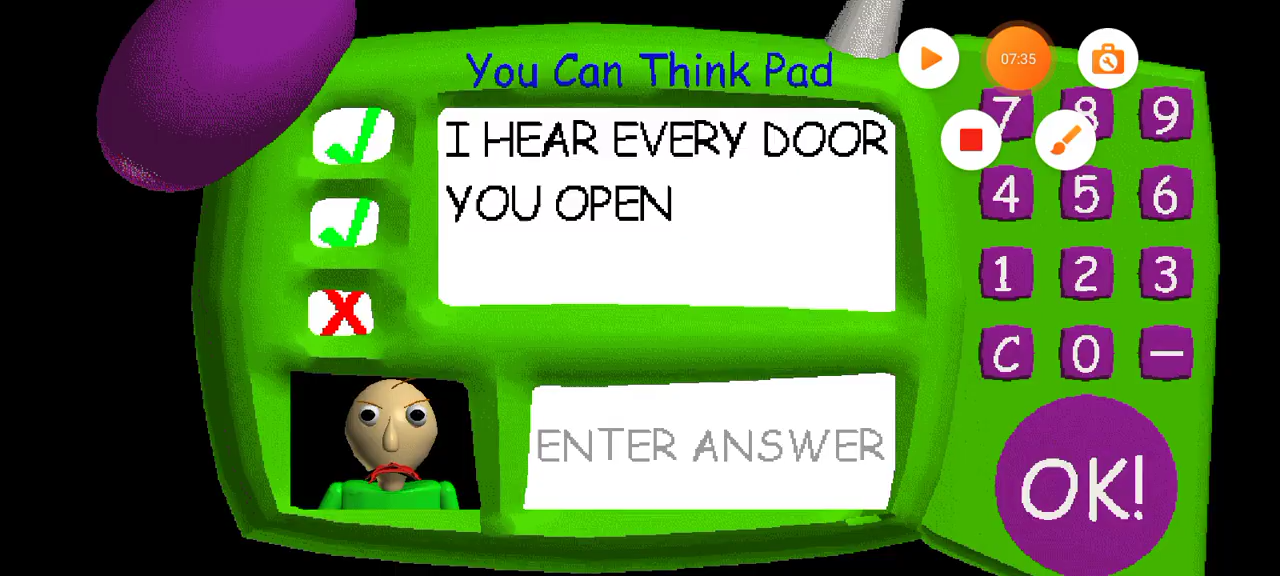 You Can Think Pad
07:35
I HEAR EVERY DOOR
YOU OPEN
7 8 9
4 5 6
1 2 3
C 0 —
ENTER ANSWER
OK!